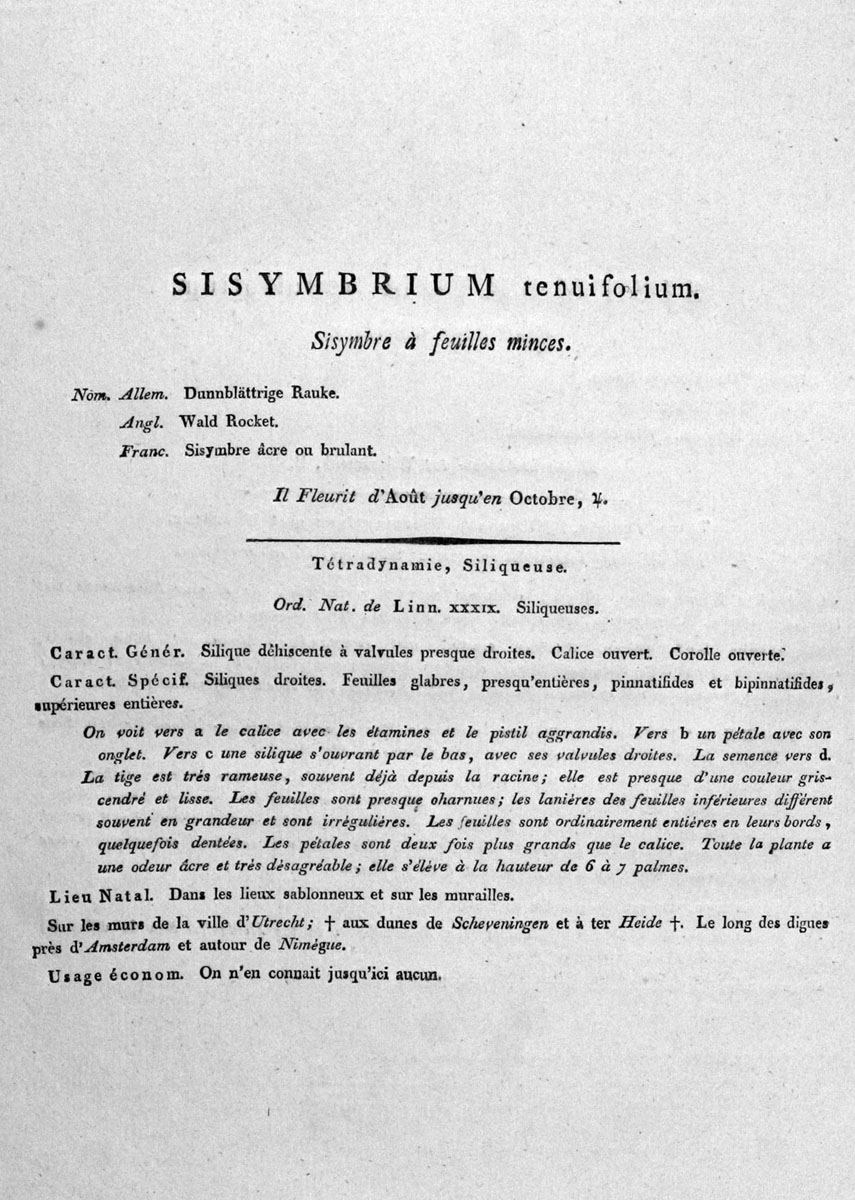 SISYMBRIUM tenuifolium.
Sisymbre à feuilles minces.
Nom. Allem. Dunnblättrige Rauke.
Angl. Wald Rocket.
Franc. Sisymbre âcre ou brulant.
Il Fleurit d'Août jusqu'en Octobre, ♃.
Tétradynamie, Siliqueuse.
Ord. Nat. de Linn. XXXIX. Siliqueuses.
Caract. Génér. Silique déhiscente à valvules presque droites. Calice ouvert. Corolle ouverte.
Caract. Spécif. Siliques droites. Feuilles glabres, presqu'entières, pinnatifides et bipinnatifides,
supérieures entières.
On voit vers a le calice avec les étamines et le pistil aggrandis. Vers b un pétale avec son
onglet. Vers c une silique s'ouvrant par le bas, avec ses valvules droites. La semence vers d.
La tige est trés rameuse, souvent déjà depuis la racine; elle est presque d'une couleur gris-
cendré et lisse. Les feuilles sont presque oharnues; les lanières des feuilles inférieures diffèrent
souvent en grandeur et sont irrégulières. Les feuilles sont ordinairement entiéres en leurs bords,
quelquefois dentées. Les pétales sont deux fois plus grands que le calice. Toute la plante a
une odeur âcre et trés dèsagréable; elle s'élève à la hauteur de 6 à 7 palmes.
Lieu Natal. Dans les lieux sablonneux et sur les murailles.
Sur les murs de la ville d'Utrecht; † aux dunes de Scheveningen et à ter Heide †. Le long des digues
près d'Amsterdam et autour de Nimègue.
Usage économ. On n'en connait jusqu'ici aucun.